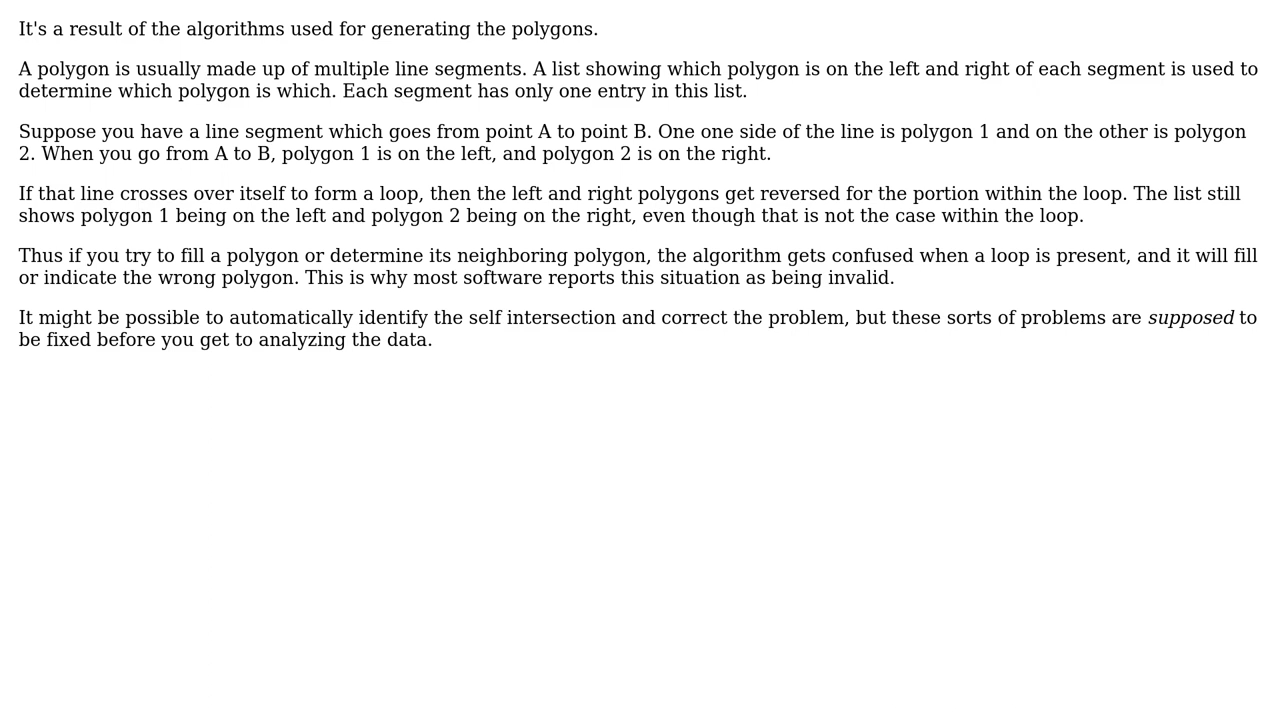 It's a result of the algorithms used for generating the polygons.
A polygon is usually made up of multiple line segments. A list showing which polygon is on the left and right of each segment is used to
determine which polygon is which. Each segment has only one entry in this list.
Suppose you have a line segment which goes from point A to point B. One one side of the line is polygon 1 and on the other is polygon
2. When you go from A to B, polygon 1 is on the left, and polygon 2 is on the right.
If that line crosses over itself to form a loop, then the left and right polygons get reversed for the portion within the loop. The list still
shows polygon 1 being on the left and polygon 2 being on the right, even though that is not the case within the loop.
Thus if you try to fill a polygon or determine its neighboring polygon, the algorithm gets confused when a loop is present, and it will fill
or indicate the wrong polygon. This is why most software reports this situation as being invalid.
It might be possible to automatically identify the self intersection and correct the problem, but these sorts of problems are supposed to
be fixed before you get to analyzing the data.